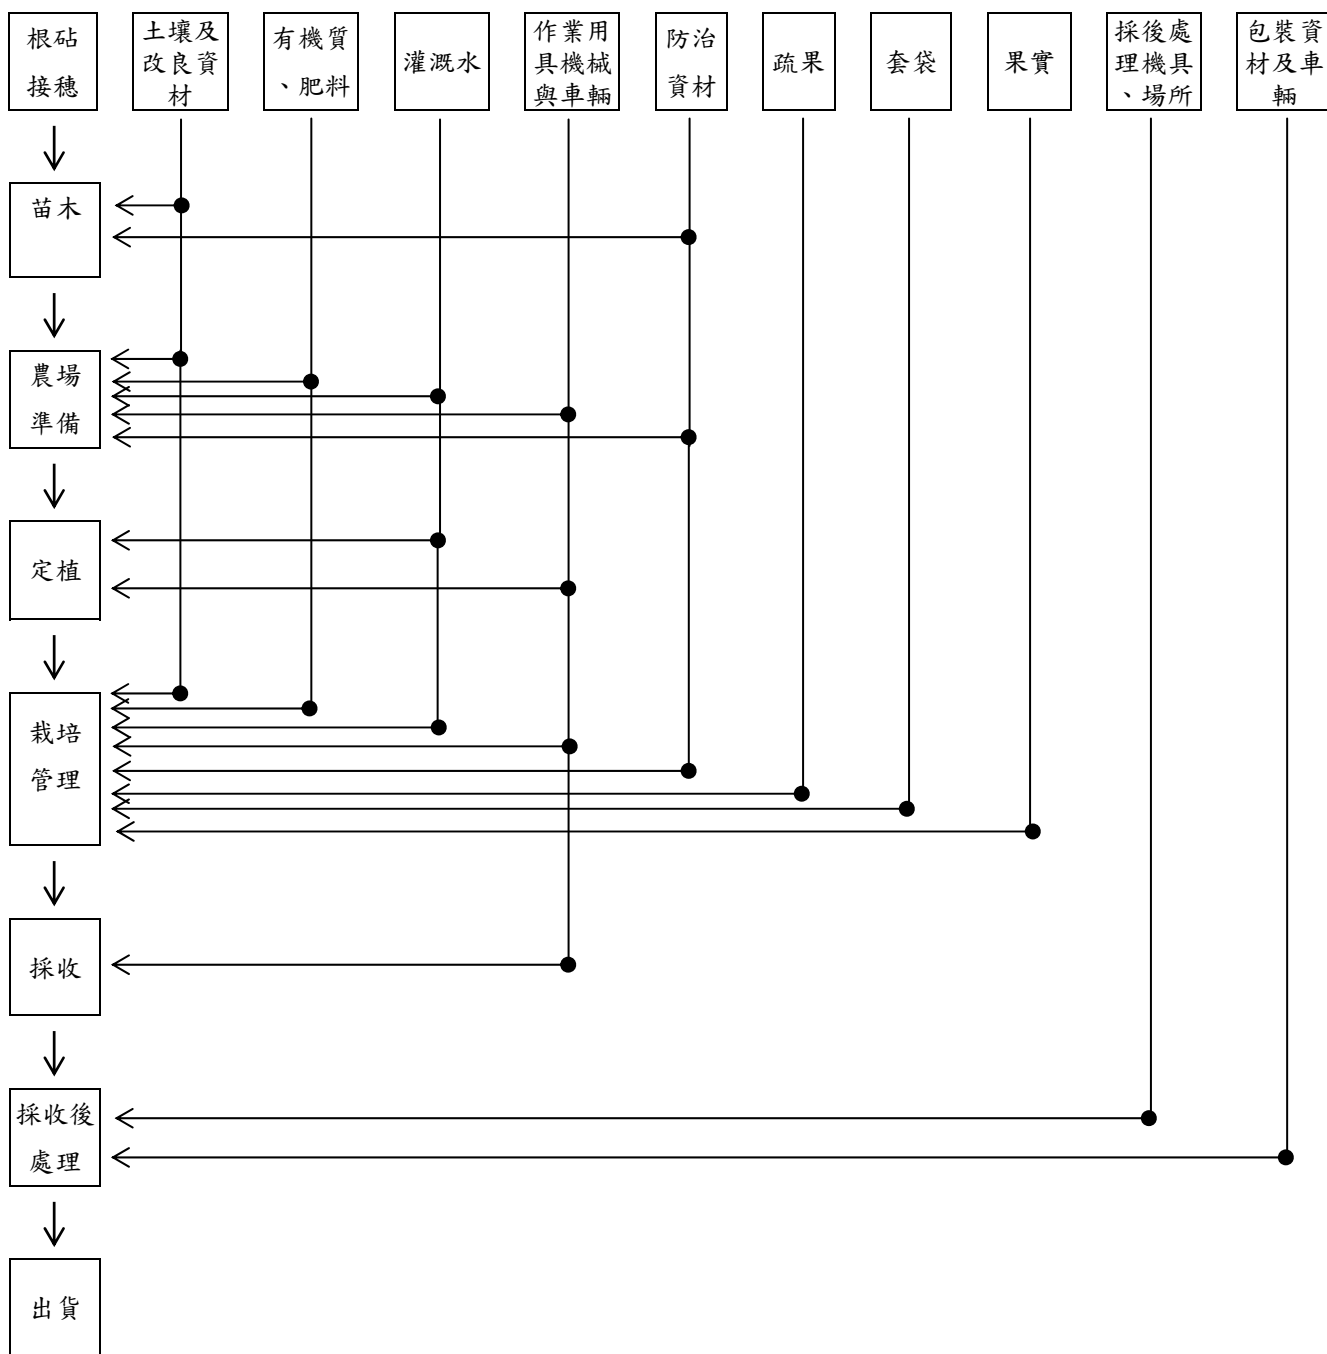 根砧
接穗
土壤及
改良資
材
有機質
、肥料
灌溉水
作業用
具機械
與車輛
防治
資材
疏果
套袋
果實
採後處
理機具
、場所
包裝資
材及車
輛
苗木
農場
準備
定植
栽培
管理
採收
採收後
處理
出貨